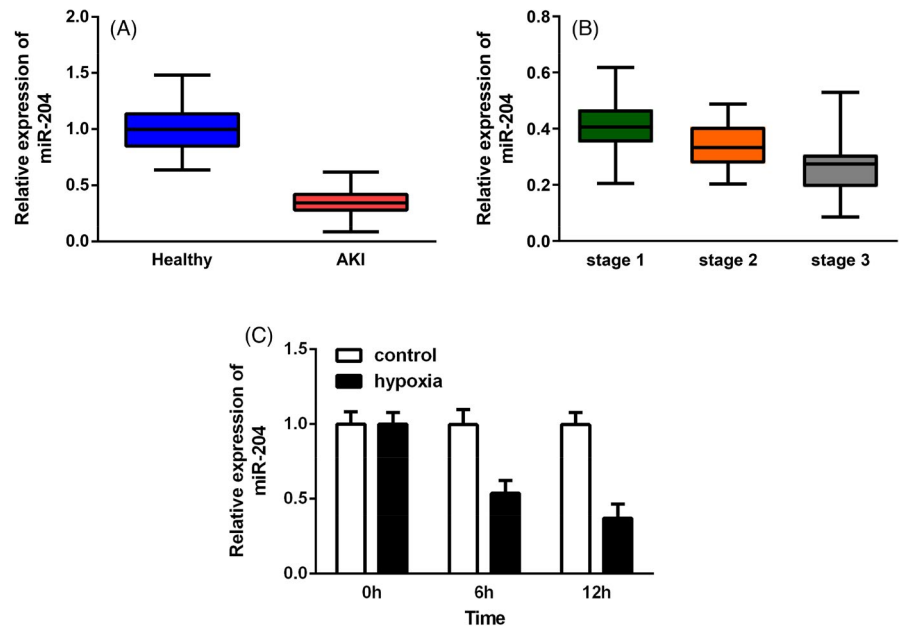 (A)
Relative expression of
miR-204
2.0
1.5
1.0
0.5
0.0
Healthy AKI
(B)
Relative expression of
miR-204
0.8
0.6
0.4
0.2
0.0
stage 1 stage 2 stage 3
(C)
Relative expression of
miR-204
1.5
1.0
0.5
0.0
control
hypoxia
0h 6h 12h
Time